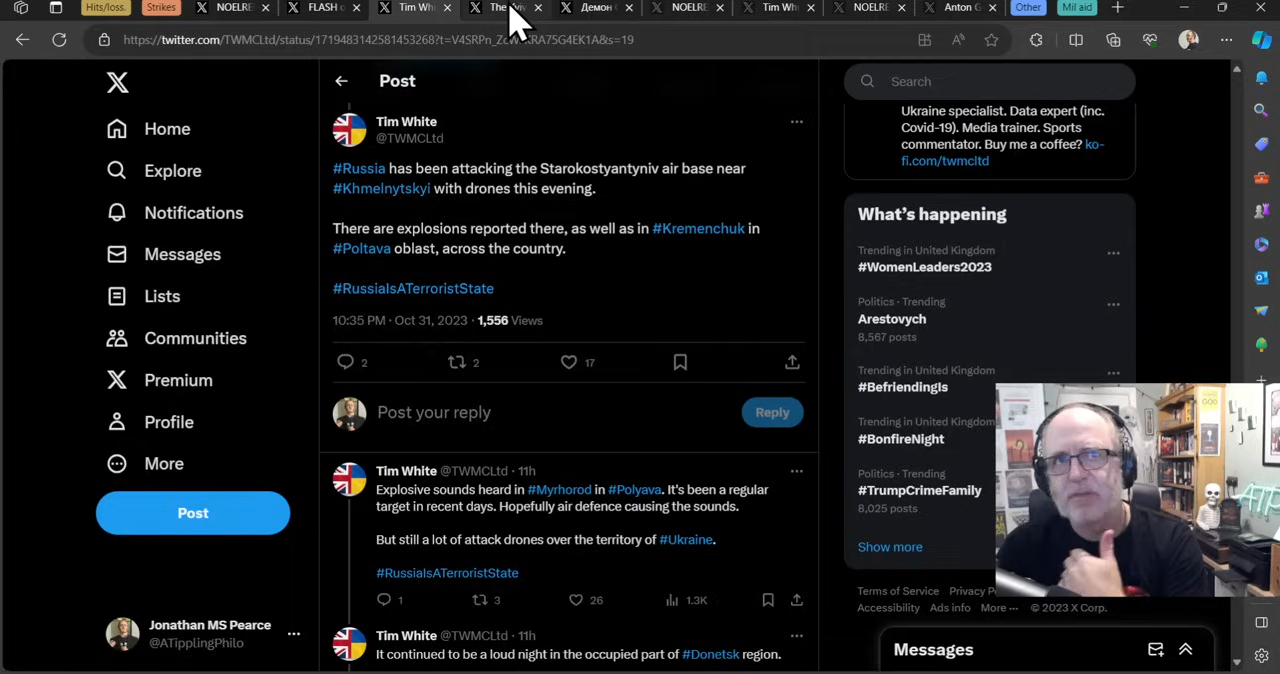 Hits/loss.
Strikes
NOELRE
FLASH o
Tim Wh
The Kyiv
Демон
NOELRE
Tim Wh
NOELRE
Anton G
Other
Mil aid
Post
Search
Home
Explore
Notifications
Messages
Lists
Communities
Premium
Profile
More
Post
Jonathan MS Pearce
@ATipplingPhilo
Tim White
@TWMCLtd
#Russia has been attacking the Starokostyantyniv air base near
#Khmelnytskyi with drones this evening.
There are explosions reported there, as well as in #Kremenchuk in
#Poltava oblast, across the country.
#RussiaIsATerroristState
10:35 PM · Oct 31, 2023 · 1,556 Views
2
2
17
Post your reply
Reply
Tim White @TWMCLtd · 11h
Explosive sounds heard in #Myrhorod in #Polyava. It's been a regular
target in recent days. Hopefully air defence causing the sounds.
But still a lot of attack drones over the territory of #Ukraine.
#RussiaIsATerroristState
1
3
26
1.3K
Tim White @TWMCLtd · 11h
It continued to be a loud night in the occupied part of #Donetsk region.
Ukraine specialist. Data expert (inc.
Covid-19). Media trainer. Sports
commentator. Buy me a coffee? ko-
fi.com/twmcltd
What's happening
Trending in United Kingdom
#WomenLeaders2023
Politics · Trending
Arestovych
8,567 posts
Trending in United Kingdom
#BefriendingIs
Trending in United Kingdom
#BonfireNight
Politics · Trending
#TrumpCrimeFamily
8,025 posts
Show more
Terms of Service
Privacy P
Accessibility
Ads info
More ···
© 2023 X Corp.
Messages